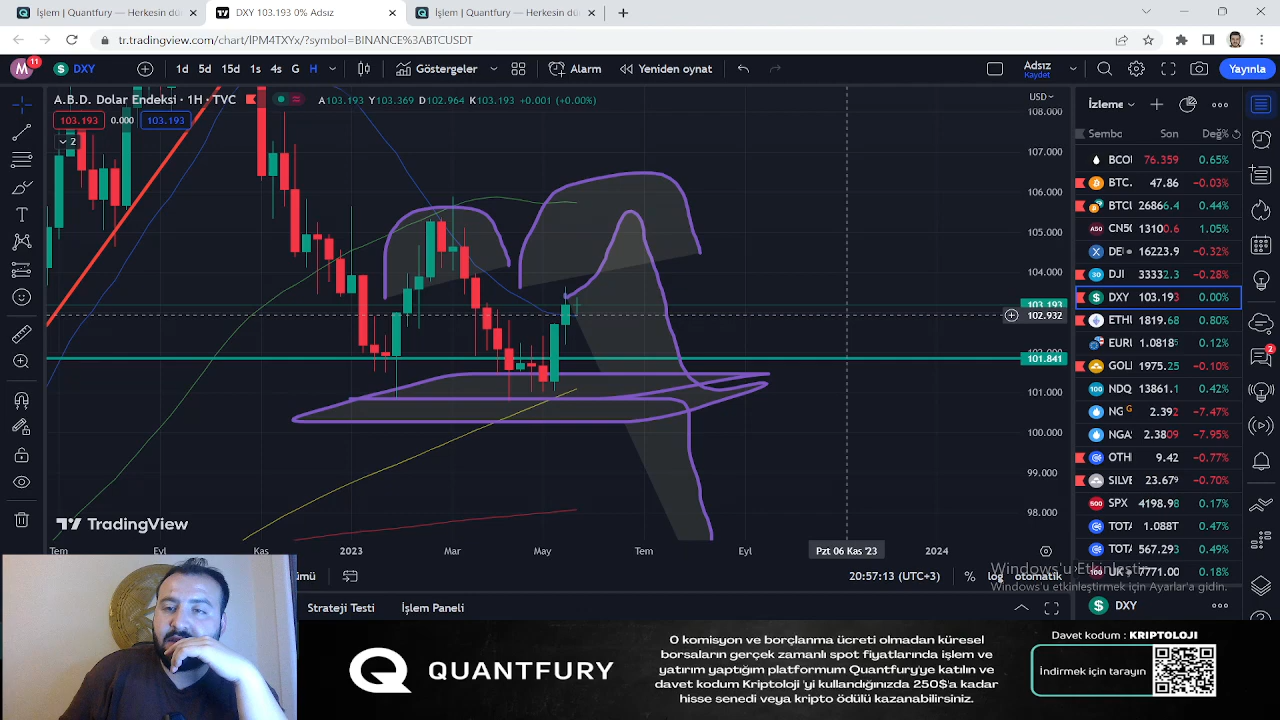 İşlem | Quantfury — Herkesin dü
DXY 103.193 0% Adsız
İşlem | Quantfury — Herkesin dü
tr.tradingview.com/chart/lPM4TXYx/?symbol=BINANCE%3ABTCUSDT
M 11 DXY 1d 5d 15d 1s 4s G H Göstergeler Alarm Yeniden oynat Adsız Kaydet Yayınla
A.B.D. Dolar Endeksi · 1H · TVC A103.193 Y103.369 D102.964 K103.193 +0.001 (+0.00%)
103.193 0.000 103.193
2
USD
108.000
107.000
106.000
105.000
104.000
103.193
102.932
101.841
101.000
100.000
99.000
98.000
İzleme
Sembo Son Değ%
BCOI 76.359 0.65%
BTC. 47.86 −0.03%
BTCU 26866.4 0.44%
CN50 13100.6 1.05%
16223.9 −0.32%
DJI 33332.3 −0.28%
DXY 103.193 0.00%
ETHU 1819.68 0.80%
EURU 1.0818⁵ 0.12%
GOLI 1975.25 −0.10%
NDQ 13861.1 0.42%
NG G 2.392 −7.47%
NGA 2.3809 −7.95%
OTH 9.42 −0.77%
SILVE 23.679 −0.70%
SPX 4198.98 0.17%
TOTA 1.088T 0.47%
TOTA 567.293 0.49%
UK 7771.00 0.18%
2
TradingView
Tem Eyl Kas 2023 Mar May Tem Eyl Pzt 06 Kas '23 2024
20:57:13 (UTC+3) % log otomatik
Windows'u Etkinleştir
Windows'u etkinleştirmek için Ayarlar'a gidin.
Strateji Testi İşlem Paneli
DXY
QUANTFURY
0 komisyon ve borçlanma ücreti olmadan küresel
borsaların gerçek zamanlı spot fiyatlarında işlem ve
yatırım yaptığım platformum Quantfury'ye katılın ve
davet kodum Kriptoloji 'yi kullandığınızda 250$'a kadar
hisse senedi veya kripto ödülü kazanabilirsiniz.
Davet kodum : KRIPTOLOJI
İndirmek için tarayın